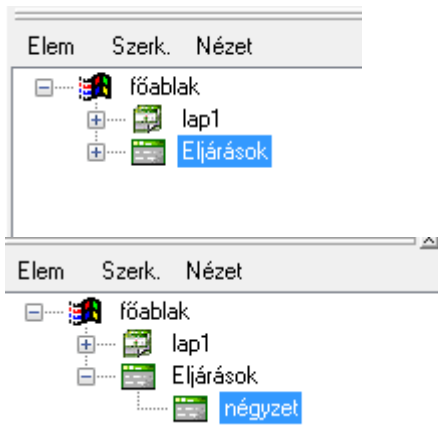 Elem Szerk. Nézet
főablak
lap1
Eljárások
Elem Szerk. Nézet
főablak
lap1
Eljárások
négyzet